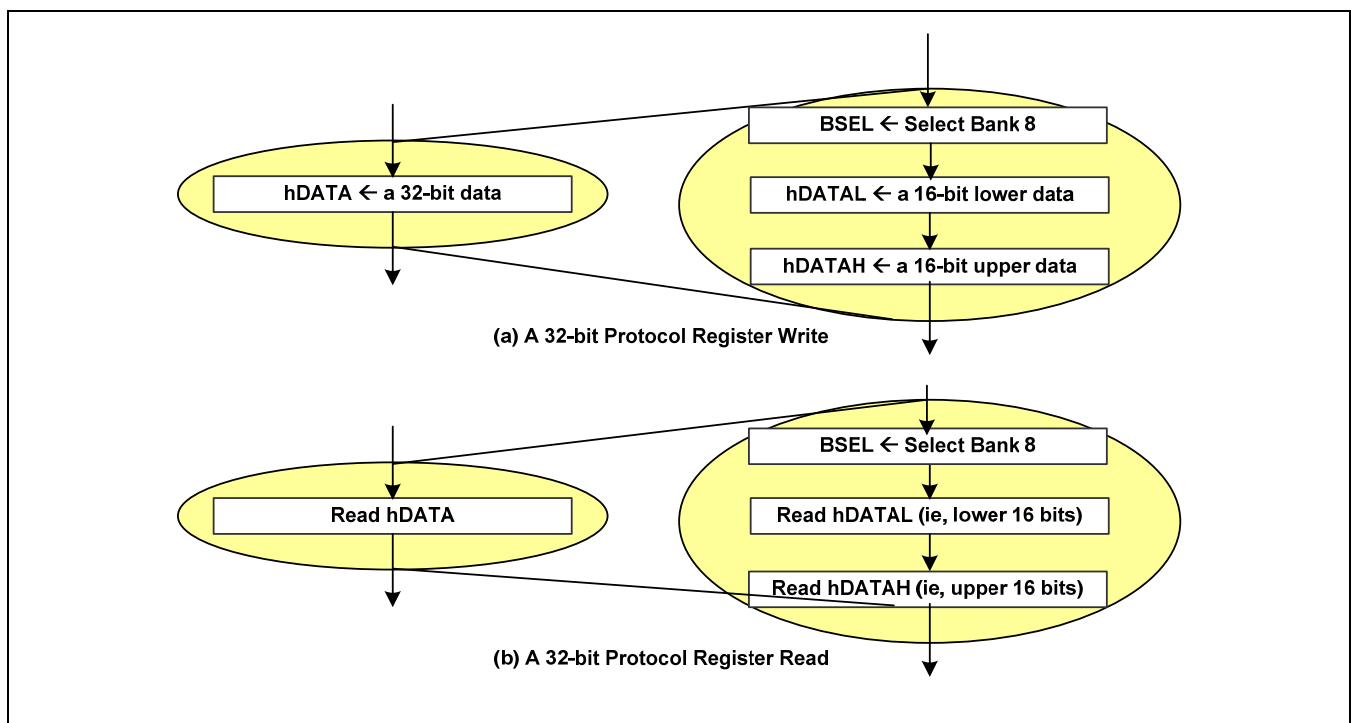 BSEL ← Select Bank 8
hDATA ← a 32-bit data
hDATAL ← a 16-bit lower data
hDATAH ← a 16-bit upper data
(a) A 32-bit Protocol Register Write
BSEL ← Select Bank 8
Read hDATA
Read hDATAL (ie, lower 16 bits)
Read hDATAH (ie, upper 16 bits)
(b) A 32-bit Protocol Register Read